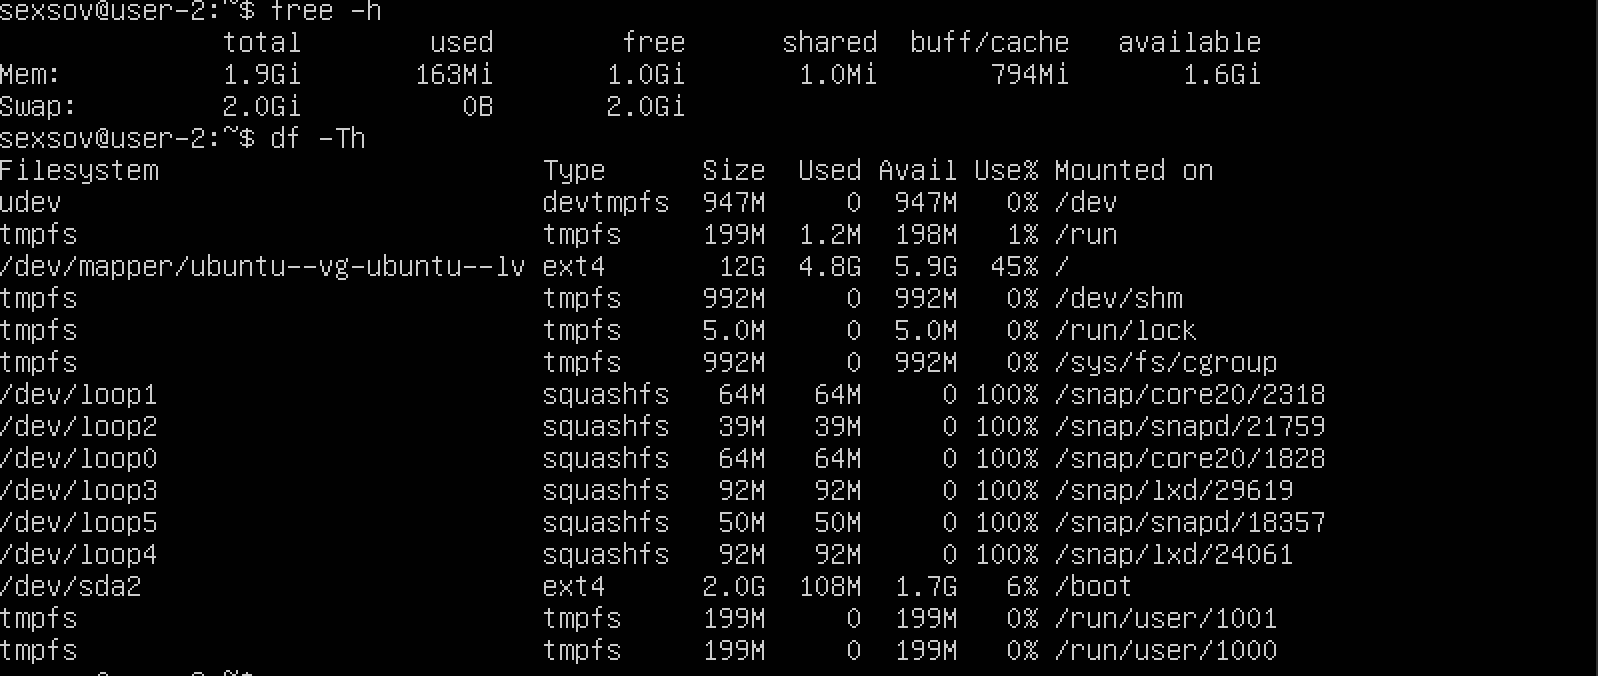 sexsov@user-2:~$ free -h
              total        used        free      shared  buff/cache   available
Mem:          1.9Gi       163Mi       1.0Gi       1.0Mi       794Mi       1.6Gi
Swap:         2.0Gi          0B       2.0Gi
sexsov@user-2:~$ df -Th
Filesystem                        Type      Size  Used Avail Use% Mounted on
udev                              devtmpfs  947M     0  947M   0% /dev
tmpfs                             tmpfs     199M  1.2M  198M   1% /run
/dev/mapper/ubuntu--vg-ubuntu--lv ext4       12G  4.8G  5.9G  45% /
tmpfs                             tmpfs     992M     0  992M   0% /dev/shm
tmpfs                             tmpfs     5.0M     0  5.0M   0% /run/lock
tmpfs                             tmpfs     992M     0  992M   0% /sys/fs/cgroup
/dev/loop1                        squashfs   64M   64M     0 100% /snap/core20/2318
/dev/loop2                        squashfs   39M   39M     0 100% /snap/snapd/21759
/dev/loop0                        squashfs   64M   64M     0 100% /snap/core20/1828
/dev/loop3                        squashfs   92M   92M     0 100% /snap/lxd/29619
/dev/loop5                        squashfs   50M   50M     0 100% /snap/snapd/18357
/dev/loop4                        squashfs   92M   92M     0 100% /snap/lxd/24061
/dev/sda2                         ext4      2.0G  108M  1.7G   6% /boot
tmpfs                             tmpfs     199M     0  199M   0% /run/user/1001
tmpfs                             tmpfs     199M     0  199M   0% /run/user/1000